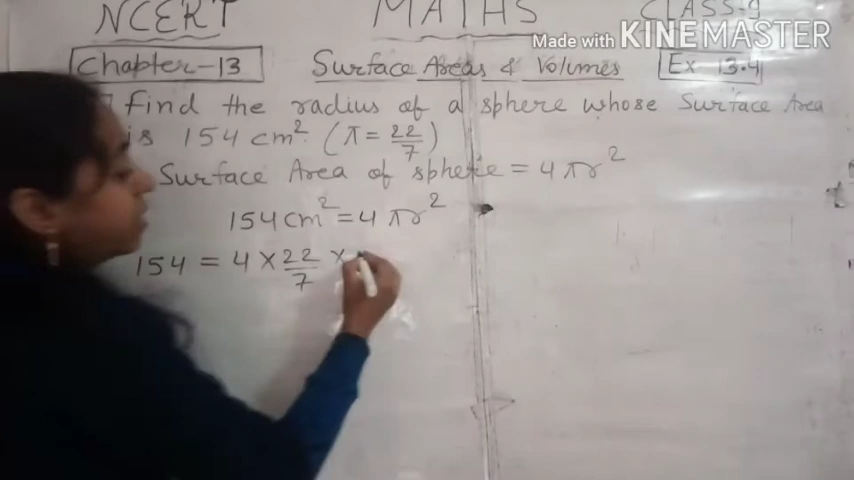 NCERT MATHS CLASS-9
Made with KINEMASTER
Chapter-13 Surface Areas & Volumes Ex 13.4
Find the radius of a sphere whose Surface Area
is 154 cm² (π = 22/7)
Surface Area of sphere = 4πr²
154 cm² = 4πr²
154 = 4 × 22/7 ×